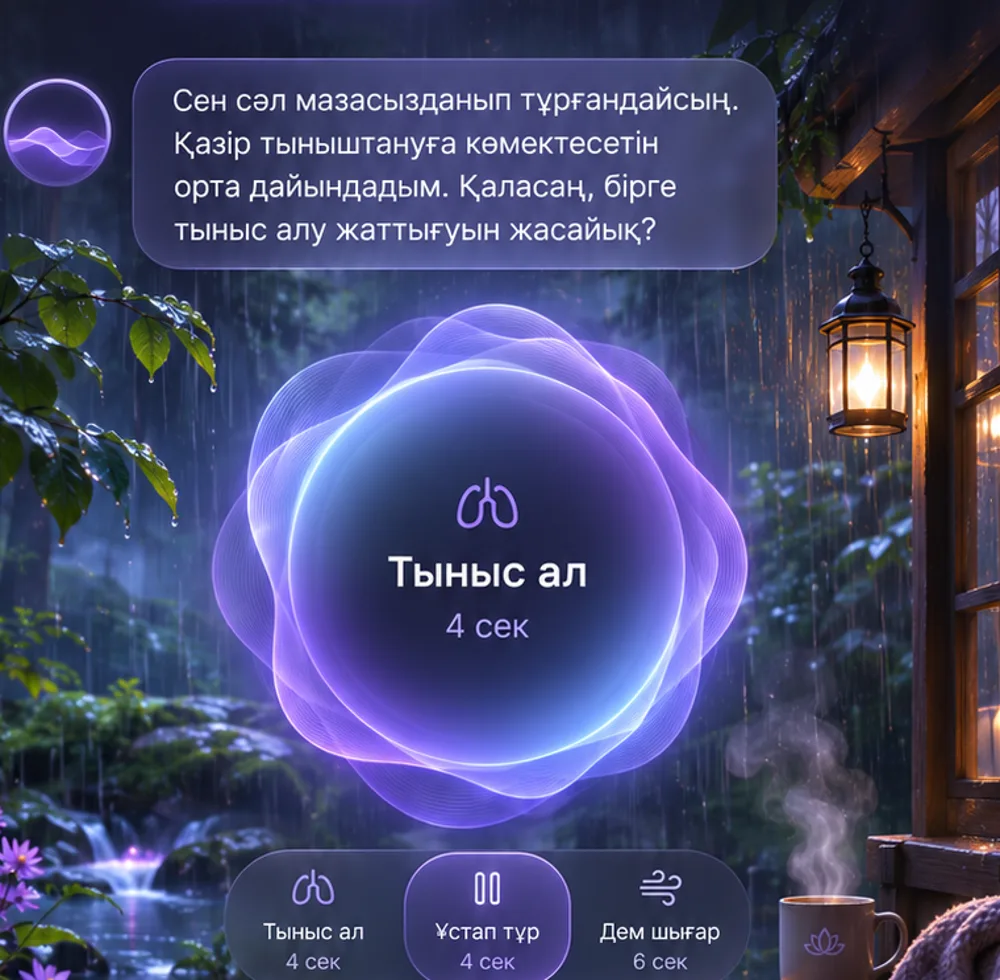 Сен сәл мазасызданып тұрғандайсың.
Қазір тыныштануға көмектесетін
орта дайындадым. Қаласаң, бірге
тыныс алу жаттығуын жасайық?
Тыныс ал
4 сек
Тыныс ал
4 сек
Ұстап тұр
4 сек
Дем шығар
6 сек